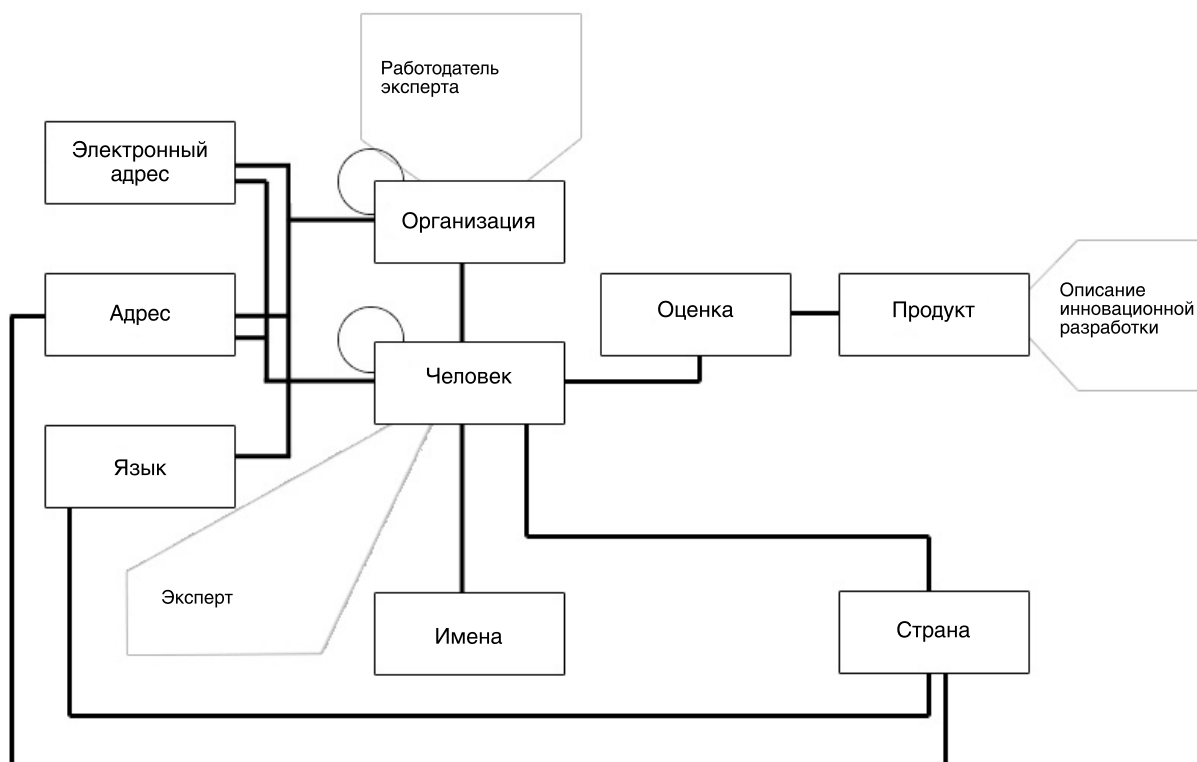 Работодатель
эксперта
Электронный
адрес
Организация
Адрес
Оценка
Продукт
Описание
инновационной
разработки
Человек
Язык
Эксперт
Имена
Страна